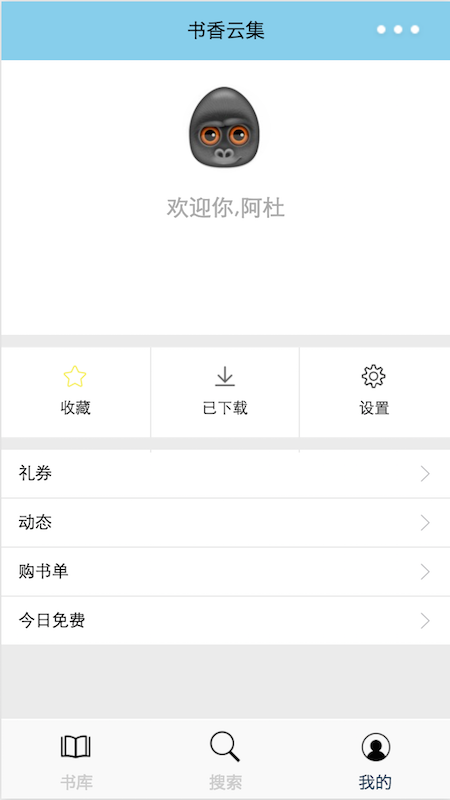 书香云集
欢迎你,阿杜
收藏 已下载 设置
礼券
动态
购书单
今日免费
书库 搜索 我的